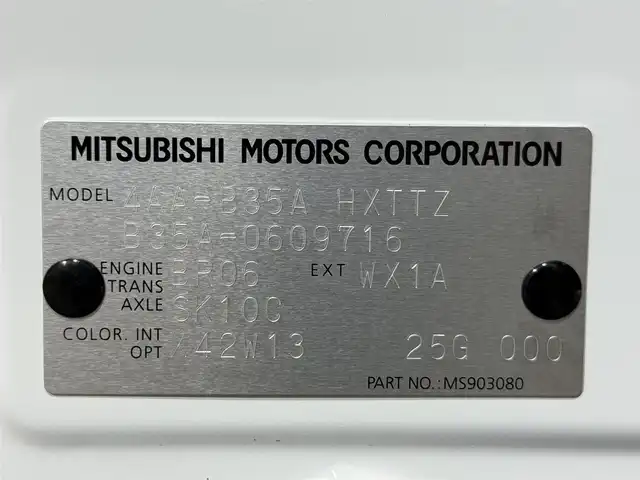 MITSUBISHI MOTORS CORPORATION
MODEL 4AA-B35A HXTTZ
B35A-0609716
ENGINE BR06 EXT WX1A
TRANS
AXLE SK10C
COLOR. INT
OPT /42W13 25G 000
PART NO.:MS903080